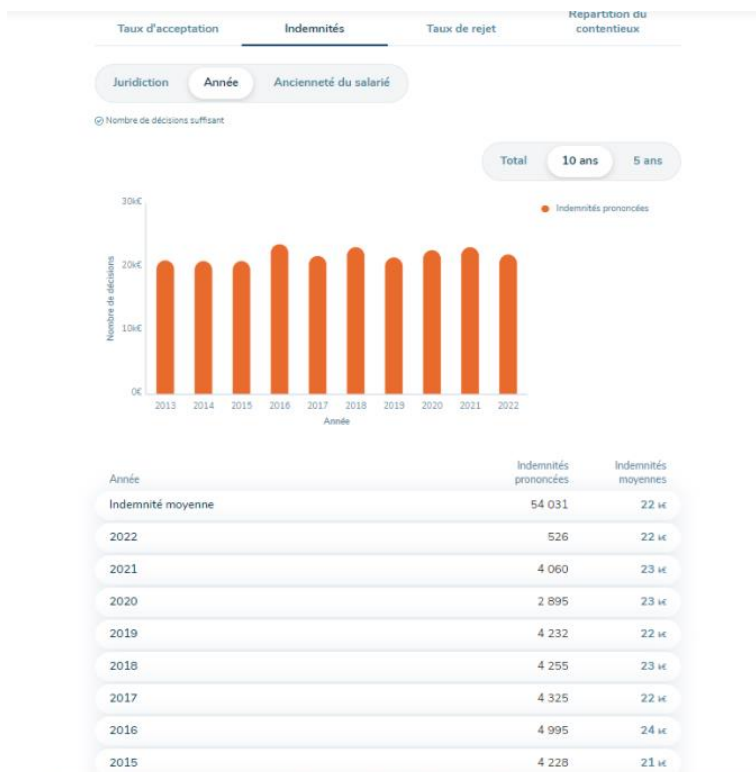 Taux d'acceptation
Indemnités
Taux de rejet
Répartition du
contentieux
Juridiction
Année
Ancienneté du salarié
Nombre de décisions suffisant
Total
10 ans
5 ans
30k€
20k€
10k€
0€
Nombre de décisions
Indemnités prononcées
2013 2014 2015 2016 2017 2018 2019 2020 2021 2022
Année
Année
Indemnités
prononcées
Indemnités
moyennes
Indemnité moyenne 54 031 22 k€
2022 526 22 k€
2021 4 060 23 k€
2020 2 895 23 k€
2019 4 232 22 k€
2018 4 255 23 k€
2017 4 325 22 k€
2016 4 995 24 k€
2015 4 228 21 k€